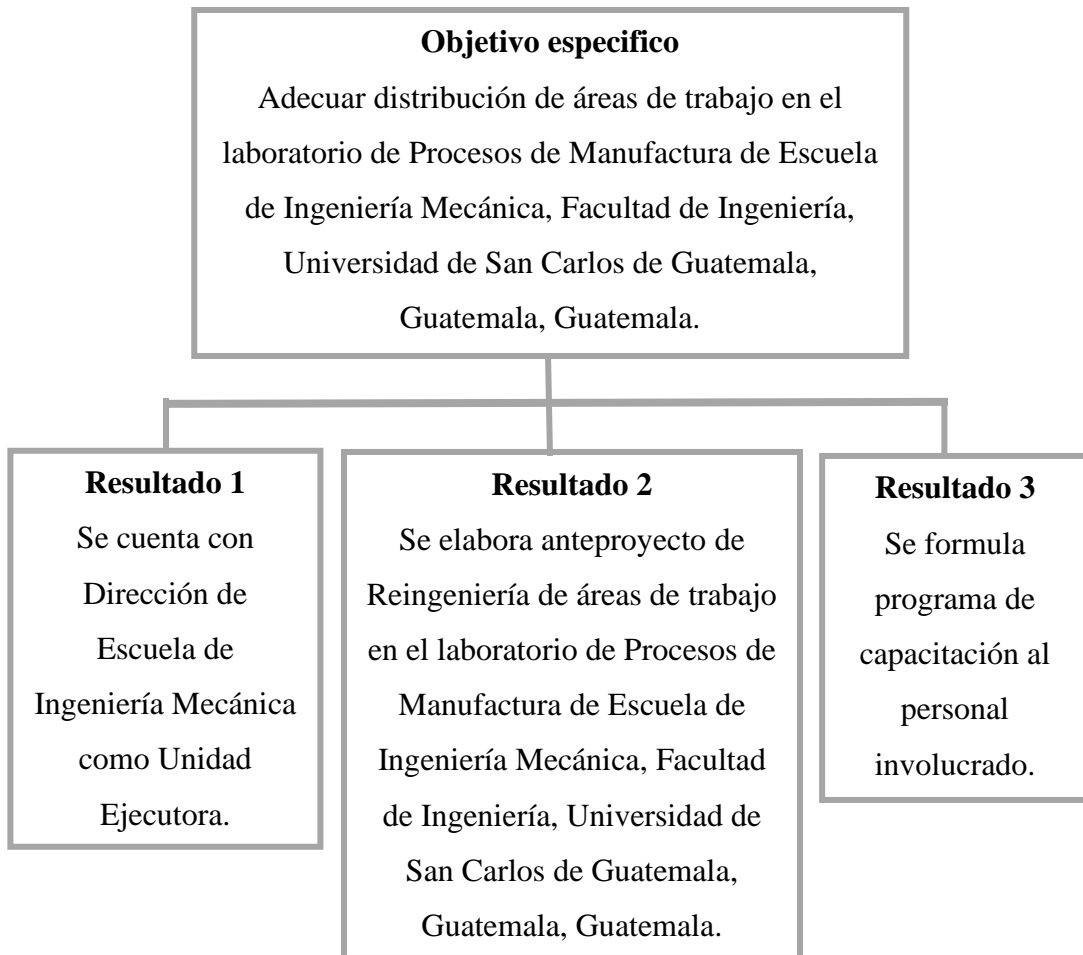 Objetivo especifico
Adecuar distribución de áreas de trabajo en el
laboratorio de Procesos de Manufactura de Escuela
de Ingeniería Mecánica, Facultad de Ingeniería,
Universidad de San Carlos de Guatemala,
Guatemala, Guatemala.
Resultado 1
Se cuenta con
Dirección de
Escuela de
Ingeniería Mecánica
como Unidad
Ejecutora.
Resultado 2
Se elabora anteproyecto de
Reingeniería de áreas de trabajo
en el laboratorio de Procesos de
Manufactura de Escuela de
Ingeniería Mecánica, Facultad
de Ingeniería, Universidad de
San Carlos de Guatemala,
Guatemala, Guatemala.
Resultado 3
Se formula
programa de
capacitación al
personal
involucrado.